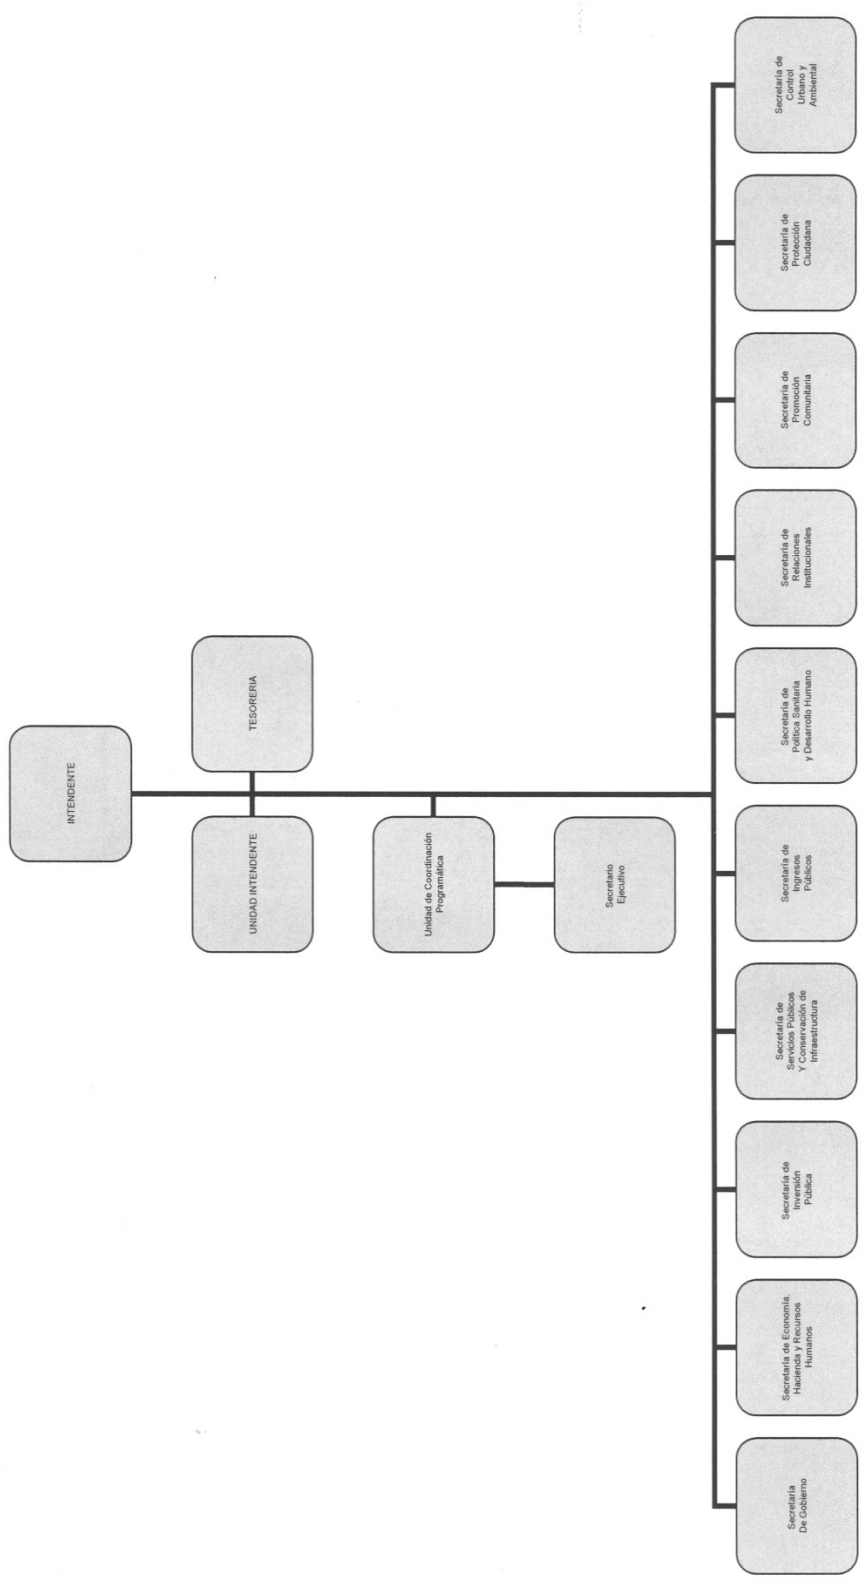 INTENDENTE
UNIDAD INTENDENTE
TESORERIA
Unidad de Coordinación
Programática
Secretario
Ejecutivo
Secretaría
De Gobierno
Secretaría de Economía,
Hacienda y Recursos
Humanos
Secretaría de
Inversión
Pública
Secretaría de
Servicios Públicos
Y Conservación de
Infraestructura
Secretaría de
Ingresos
Públicos
Secretaría de
Política Sanitaria
y Desarrollo Humano
Secretaría de
Relaciones
Institucionales
Secretaría de
Promoción
Comunitaria
Secretaría de
Protección
Ciudadana
Secretaría de
Control
Urbano y
Ambiental